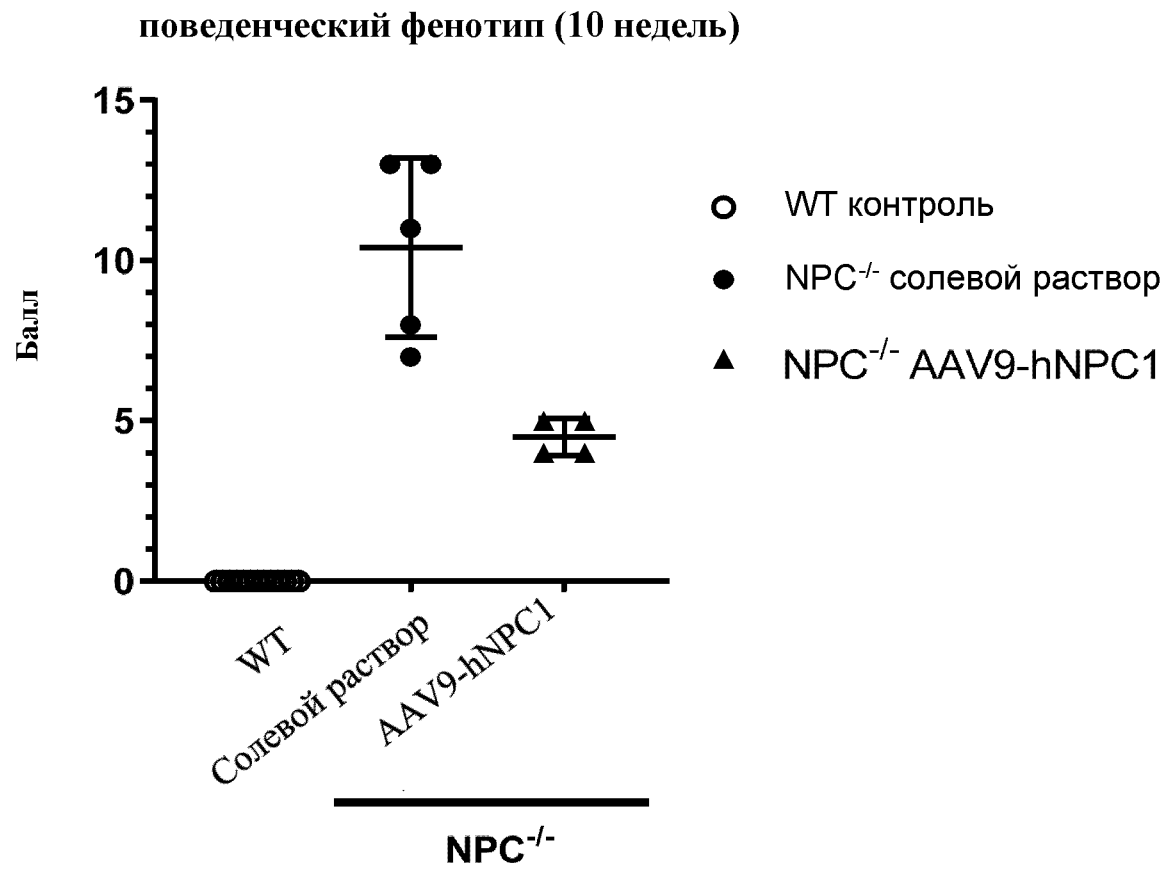 поведенческий фенотип (10 недель)
15
10
5
0
Балл
WT контроль
NPC-/- солевой раствор
NPC-/- AAV9-hNPC1
WT
Солевой раствор
AAV9-hNPC1
NPC-/-